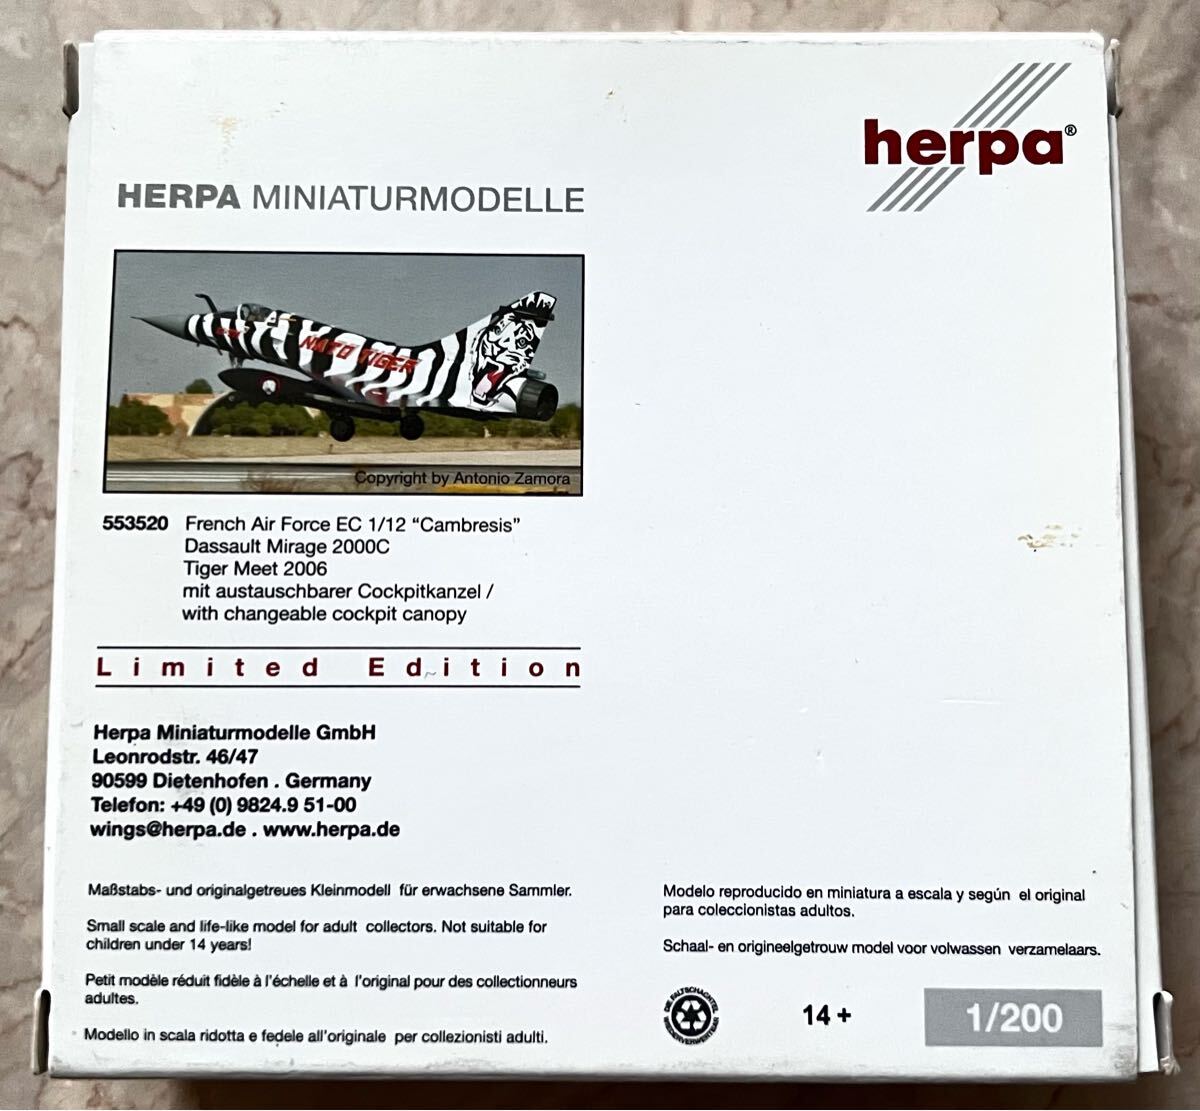 herpa®
HERPA MINIATURMODELLE
NATO TIGER
Copyright by Antonio Zamora
553520 French Air Force EC 1/12 “Cambresis”
Dassault Mirage 2000C
Tiger Meet 2006
mit austauschbarer Cockpitkanzel /
with changeable cockpit canopy
Limited Edition
Herpa Miniaturmodelle GmbH
Leonrodstr. 46/47
90599 Dietenhofen . Germany
Telefon: +49 (0) 9824.9 51-00
wings@herpa.de . www.herpa.de
Maßstabs- und originalgetreues Kleinmodell für erwachsene Sammler.
Small scale and life-like model for adult collectors. Not suitable for
children under 14 years!
Petit modèle réduit fidèle à l'échelle et à l'original pour des collectionneurs
adultes.
Modello in scala ridotta e fedele all'originale per collezionisti adulti.
Modelo reproducido en miniatura a escala y según el original
para coleccionistas adultos.
Schaal- en origineelgetrouw model voor volwassen verzamelaars.
DIE FALTSCHACHTEL
WIEDERVERWERTBAR
14 +
1/200